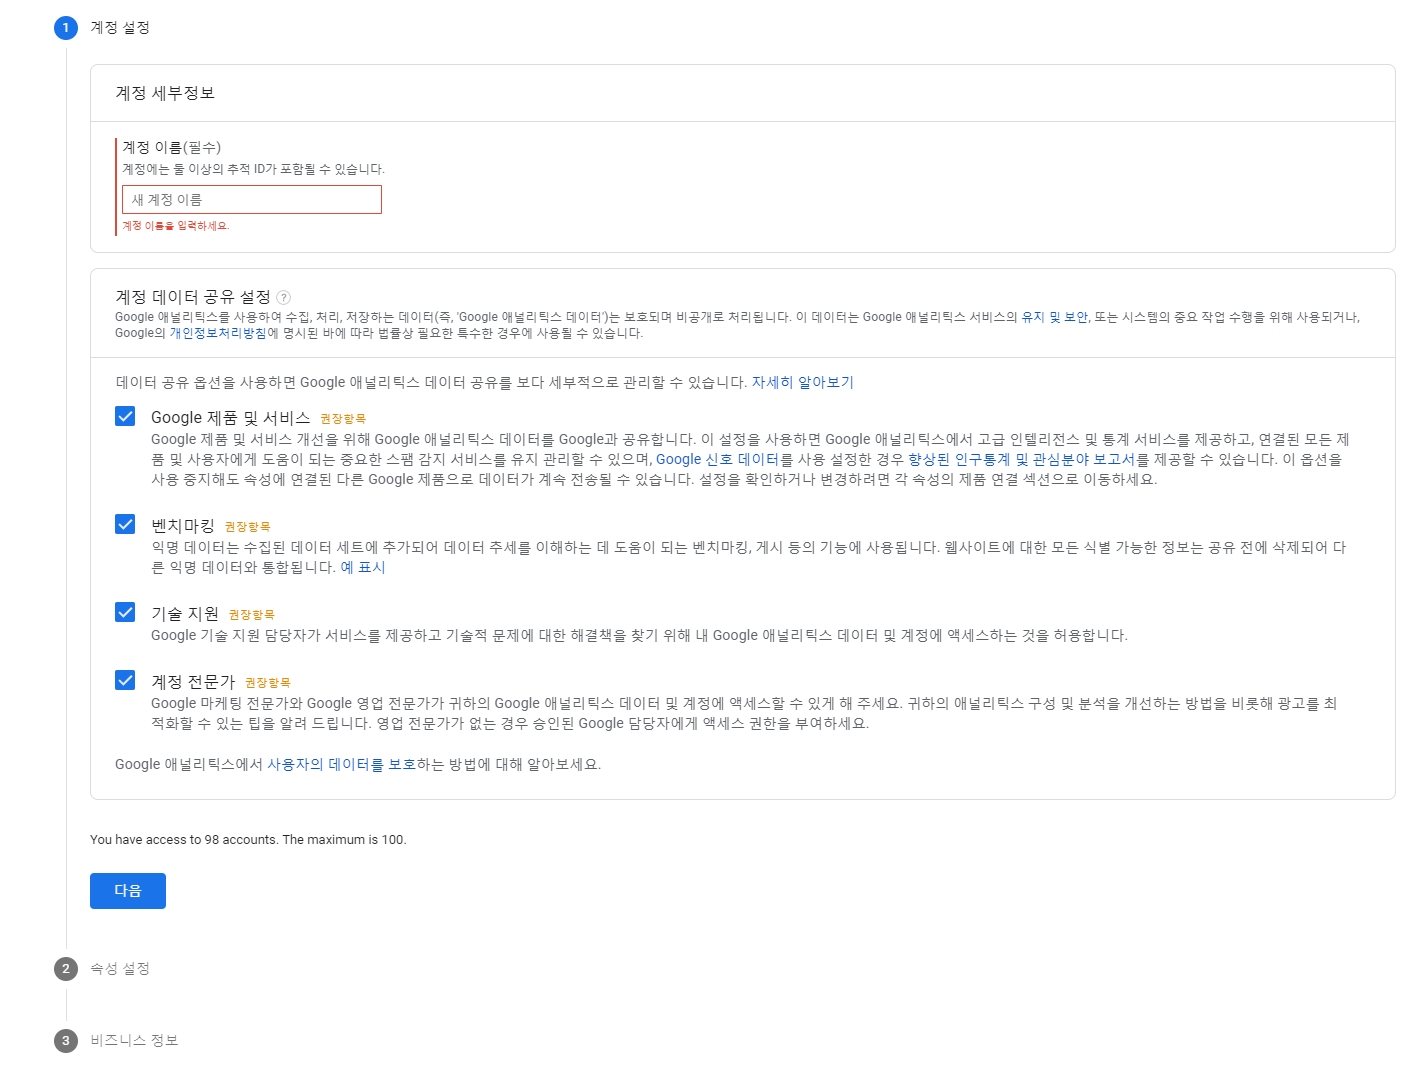 1 계정 설정
계정 세부정보
계정 이름(필수)
계정에는 둘 이상의 추적 ID가 포함될 수 있습니다.
새 계정 이름
계정 이름을 입력하세요.
계정 데이터 공유 설정 ?
Google 애널리틱스를 사용하여 수집, 처리, 저장하는 데이터(즉, 'Google 애널리틱스 데이터')는 보호되며 비공개로 처리됩니다. 이 데이터는 Google 애널리틱스 서비스의 유지 및 보안, 또는 시스템의 중요 작업 수행을 위해 사용되거나,
Google의 개인정보처리방침에 명시된 바에 따라 법률상 필요한 특수한 경우에 사용될 수 있습니다.
데이터 공유 옵션을 사용하면 Google 애널리틱스 데이터 공유를 보다 세부적으로 관리할 수 있습니다. 자세히 알아보기
Google 제품 및 서비스 권장항목
Google 제품 및 서비스 개선을 위해 Google 애널리틱스 데이터를 Google과 공유합니다. 이 설정을 사용하면 Google 애널리틱스에서 고급 인텔리전스 및 통계 서비스를 제공하고, 연결된 모든 제
품 및 사용자에게 도움이 되는 중요한 스팸 감지 서비스를 유지 관리할 수 있으며, Google 신호 데이터를 사용 설정한 경우 향상된 인구통계 및 관심분야 보고서를 제공할 수 있습니다. 이 옵션을
사용 중지해도 속성에 연결된 다른 Google 제품으로 데이터가 계속 전송될 수 있습니다. 설정을 확인하거나 변경하려면 각 속성의 제품 연결 섹션으로 이동하세요.
벤치마킹 권장항목
익명 데이터는 수집된 데이터 세트에 추가되어 데이터 추세를 이해하는 데 도움이 되는 벤치마킹, 게시 등의 기능에 사용됩니다. 웹사이트에 대한 모든 식별 가능한 정보는 공유 전에 삭제되어 다
른 익명 데이터와 통합됩니다. 예 표시
기술 지원 권장항목
Google 기술 지원 담당자가 서비스를 제공하고 기술적 문제에 대한 해결책을 찾기 위해 내 Google 애널리틱스 데이터 및 계정에 액세스하는 것을 허용합니다.
계정 전문가 권장항목
Google 마케팅 전문가와 Google 영업 전문가가 귀하의 Google 애널리틱스 데이터 및 계정에 액세스할 수 있게 해 주세요. 귀하의 애널리틱스 구성 및 분석을 개선하는 방법을 비롯해 광고를 최
적화할 수 있는 팁을 알려 드립니다. 영업 전문가가 없는 경우 승인된 Google 담당자에게 액세스 권한을 부여하세요.
Google 애널리틱스에서 사용자의 데이터를 보호하는 방법에 대해 알아보세요.
You have access to 98 accounts. The maximum is 100.
다음
2 속성 설정
3 비즈니스 정보